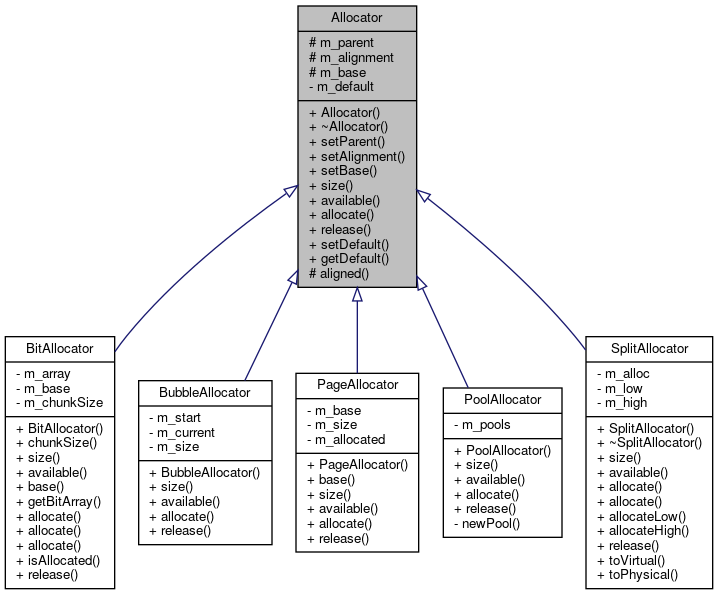 Allocator
# m_parent
# m_alignment
# m_base
- m_default
+ Allocator()
+ ~Allocator()
+ setParent()
+ setAlignment()
+ setBase()
+ size()
+ available()
+ allocate()
+ release()
+ setDefault()
+ getDefault()
# aligned()
BitAllocator
- m_array
- m_base
- m_chunkSize
+ BitAllocator()
+ chunkSize()
+ size()
+ available()
+ base()
+ getBitArray()
+ allocate()
+ allocate()
+ allocate()
+ isAllocated()
+ release()
BubbleAllocator
- m_start
- m_current
- m_size
+ BubbleAllocator()
+ size()
+ available()
+ allocate()
+ release()
PageAllocator
- m_base
- m_size
- m_allocated
+ PageAllocator()
+ base()
+ size()
+ available()
+ allocate()
+ release()
PoolAllocator
- m_pools
+ PoolAllocator()
+ size()
+ available()
+ allocate()
+ release()
- newPool()
SplitAllocator
- m_alloc
- m_low
- m_high
+ SplitAllocator()
+ ~SplitAllocator()
+ size()
+ available()
+ allocate()
+ allocate()
+ allocateLow()
+ allocateHigh()
+ release()
+ toVirtual()
+ toPhysical()